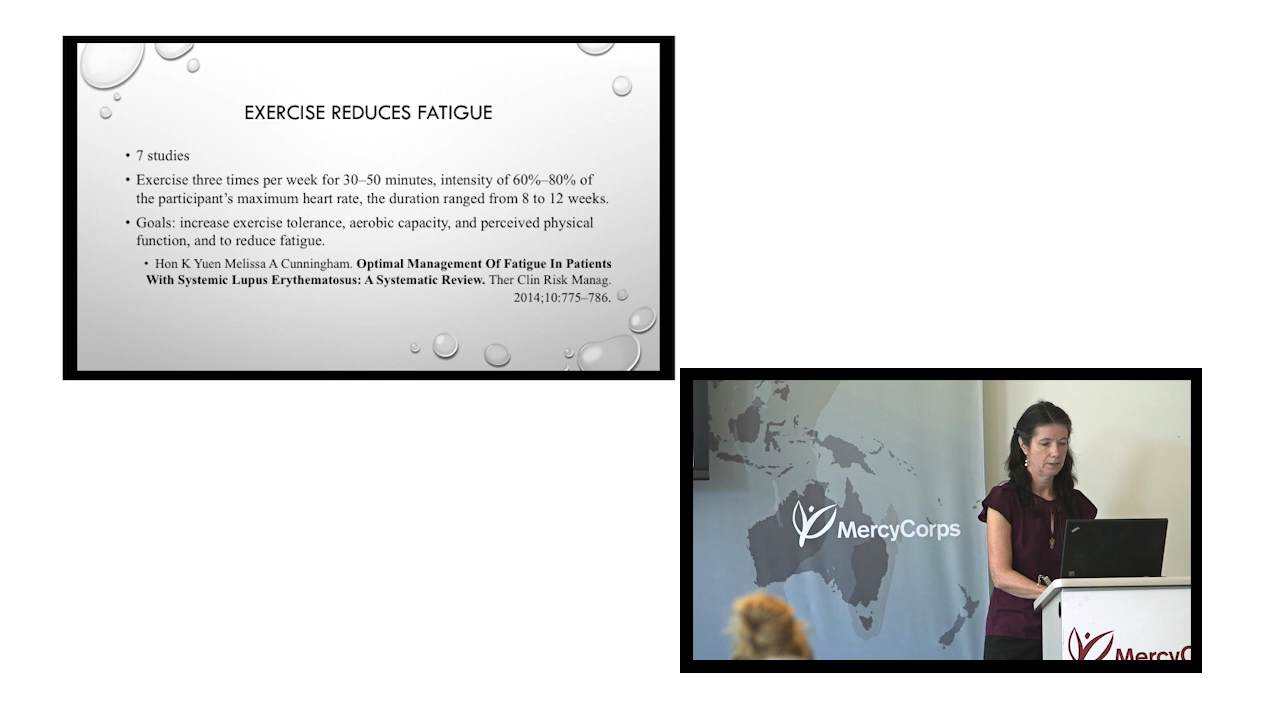 EXERCISE REDUCES FATIGUE
• 7 studies
• Exercise three times per week for 30–50 minutes, intensity of 60%–80% of
the participant’s maximum heart rate, the duration ranged from 8 to 12 weeks.
• Goals: increase exercise tolerance, aerobic capacity, and perceived physical
function, and to reduce fatigue.
• Hon K Yuen Melissa A Cunningham. Optimal Management Of Fatigue In Patients
With Systemic Lupus Erythematosus: A Systematic Review. Ther Clin Risk Manag.
2014;10:775–786.
MercyCorps
MercyC